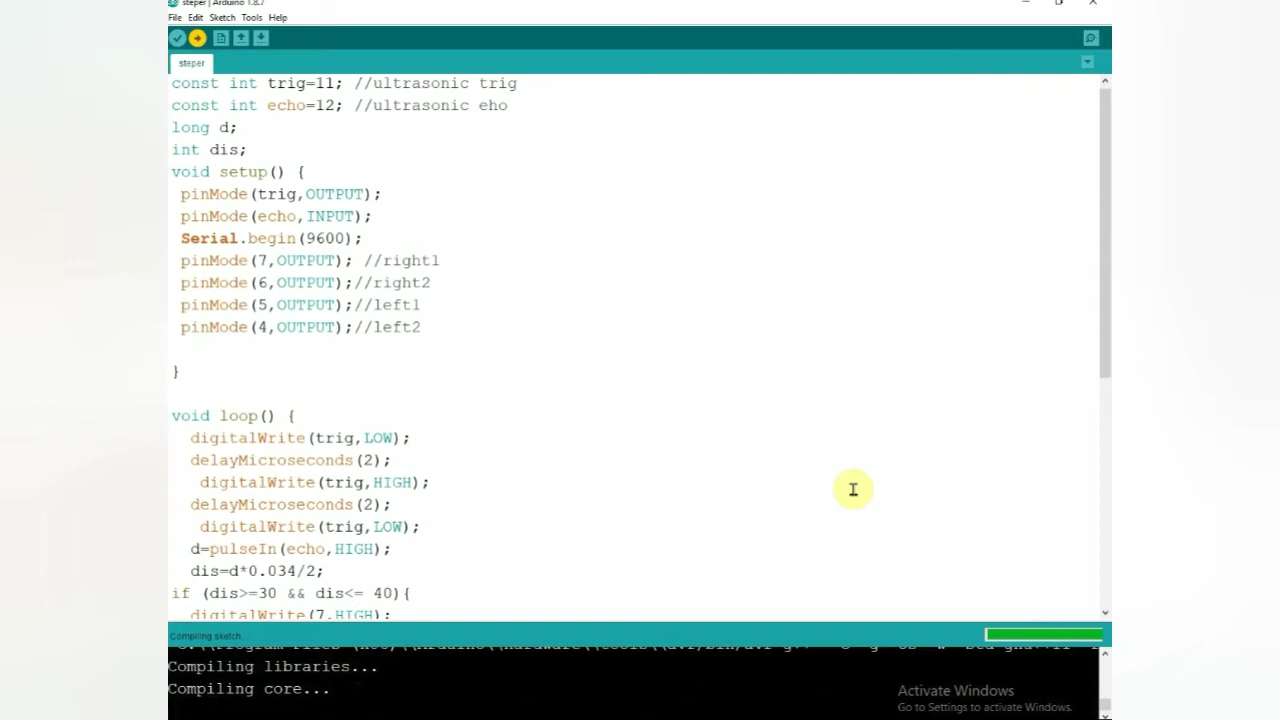 steper | Arduino 1.8.7
File Edit Sketch Tools Help
steper
const int trig=11; //ultrasonic trig
const int echo=12; //ultrasonic eho
long d;
int dis;
void setup() {
pinMode(trig,OUTPUT);
pinMode(echo,INPUT);
Serial.begin(9600);
pinMode(7,OUTPUT); //right1
pinMode(6,OUTPUT);//right2
pinMode(5,OUTPUT);//left1
pinMode(4,OUTPUT);//left2
}
void loop() {
digitalWrite(trig,LOW);
delayMicroseconds(2);
digitalWrite(trig,HIGH);
delayMicroseconds(2);
digitalWrite(trig,LOW);
d=pulseIn(echo,HIGH);
dis=d*0.034/2;
if (dis>=30 && dis<= 40){
digitalWrite(7,HIGH);
Compiling sketch...
Compiling libraries...
Compiling core...
Activate Windows
Go to Settings to activate Windows.